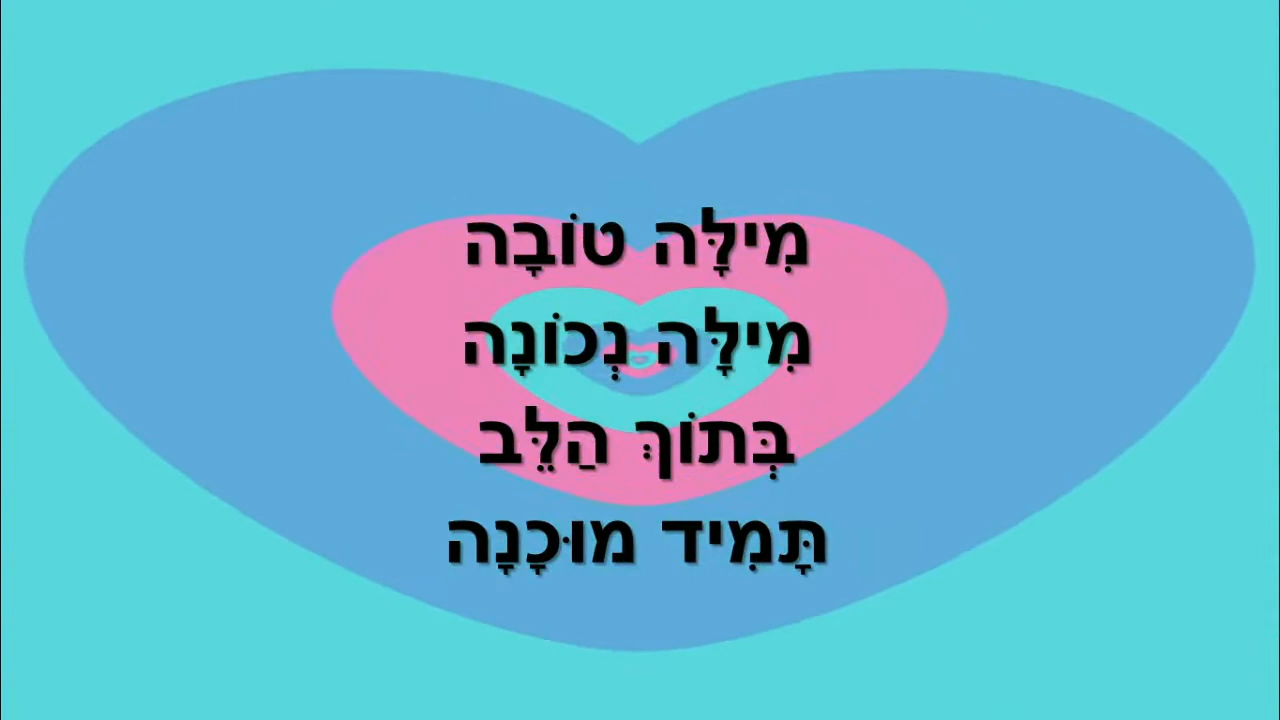 מִילָּה טוֹבָה
מִילָּה נְכוֹנָה
בְּתוֹךְ הַלֵּב
תָּמִיד מוּכָנָה